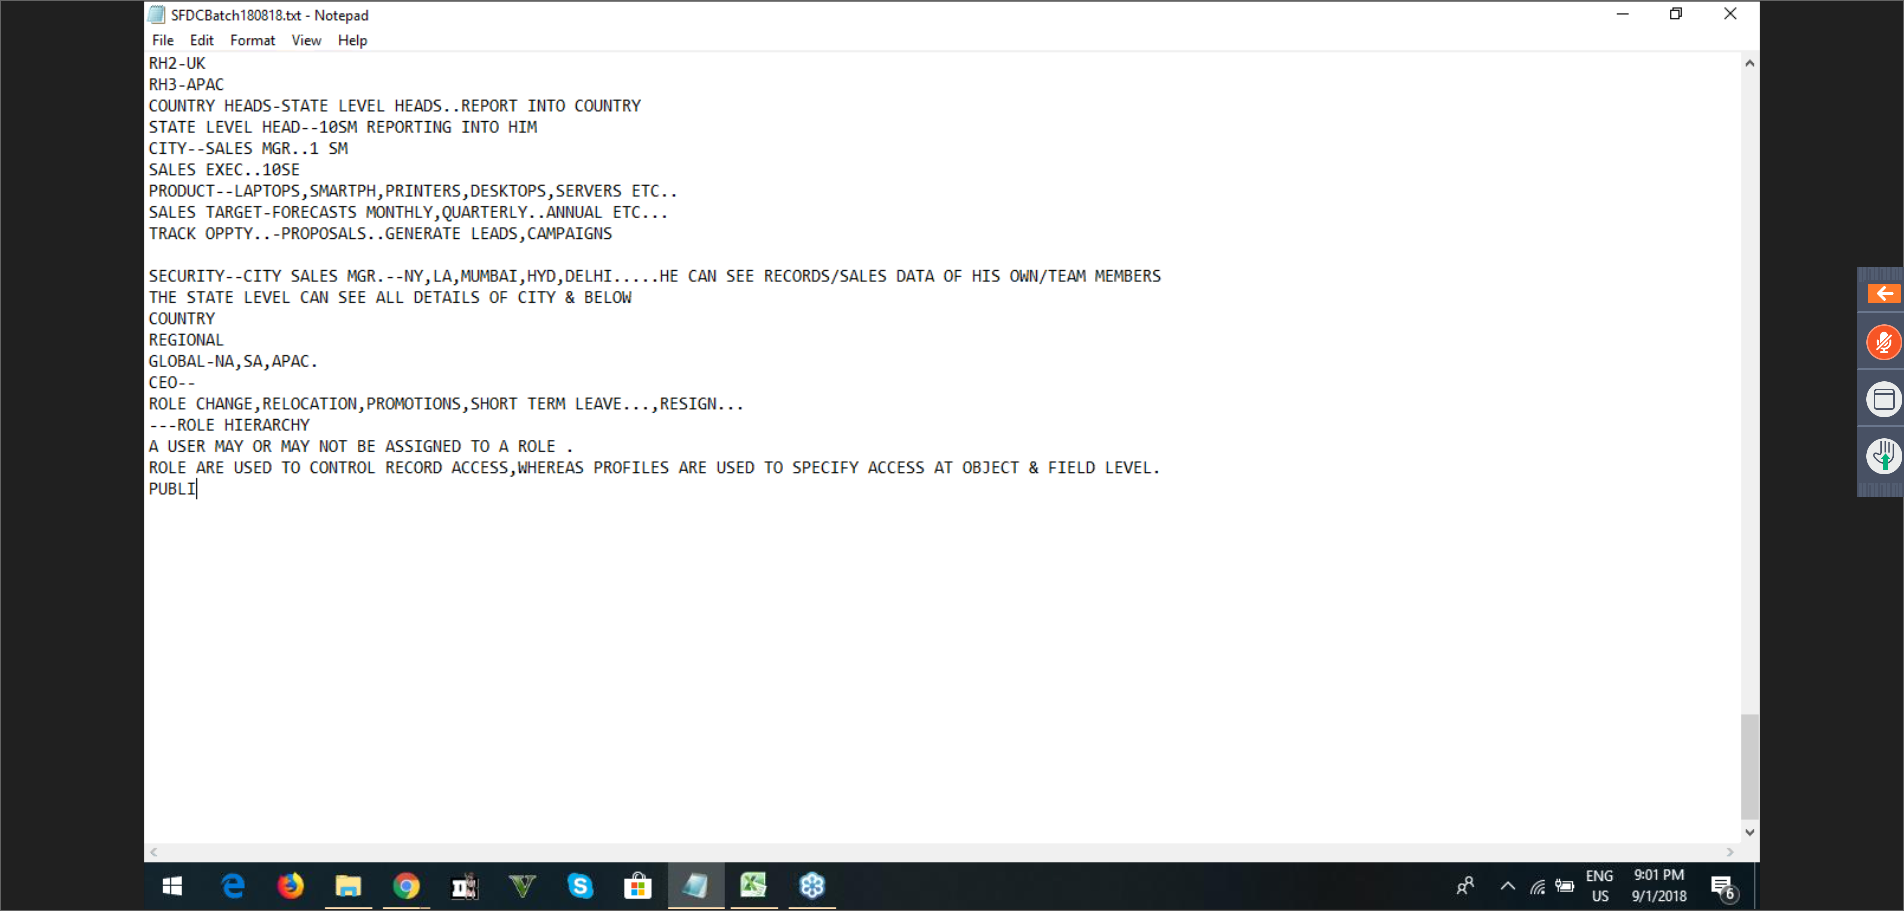 SFDCBatch180818.txt - Notepad
File Edit Format View Help
RH2-UK
RH3-APAC
COUNTRY HEADS-STATE LEVEL HEADS..REPORT INTO COUNTRY
STATE LEVEL HEAD--10SM REPORTING INTO HIM
CITY--SALES MGR..1 SM
SALES EXEC..10SE
PRODUCT--LAPTOPS,SMARTPH,PRINTERS,DESKTOPS,SERVERS ETC..
SALES TARGET-FORECASTS MONTHLY,QUARTERLY..ANNUAL ETC...
TRACK OPPTY..-PROPOSALS..GENERATE LEADS,CAMPAIGNS
SECURITY--CITY SALES MGR.--NY,LA,MUMBAI,HYD,DELHI.....HE CAN SEE RECORDS/SALES DATA OF HIS OWN/TEAM MEMBERS
THE STATE LEVEL CAN SEE ALL DETAILS OF CITY & BELOW
COUNTRY
REGIONAL
GLOBAL-NA,SA,APAC.
CEO--
ROLE CHANGE,RELOCATION,PROMOTIONS,SHORT TERM LEAVE...,RESIGN...
---ROLE HIERARCHY
A USER MAY OR MAY NOT BE ASSIGNED TO A ROLE .
ROLE ARE USED TO CONTROL RECORD ACCESS,WHEREAS PROFILES ARE USED TO SPECIFY ACCESS AT OBJECT & FIELD LEVEL.
PUBLI
ENG 9:01 PM
US 9/1/2018 6